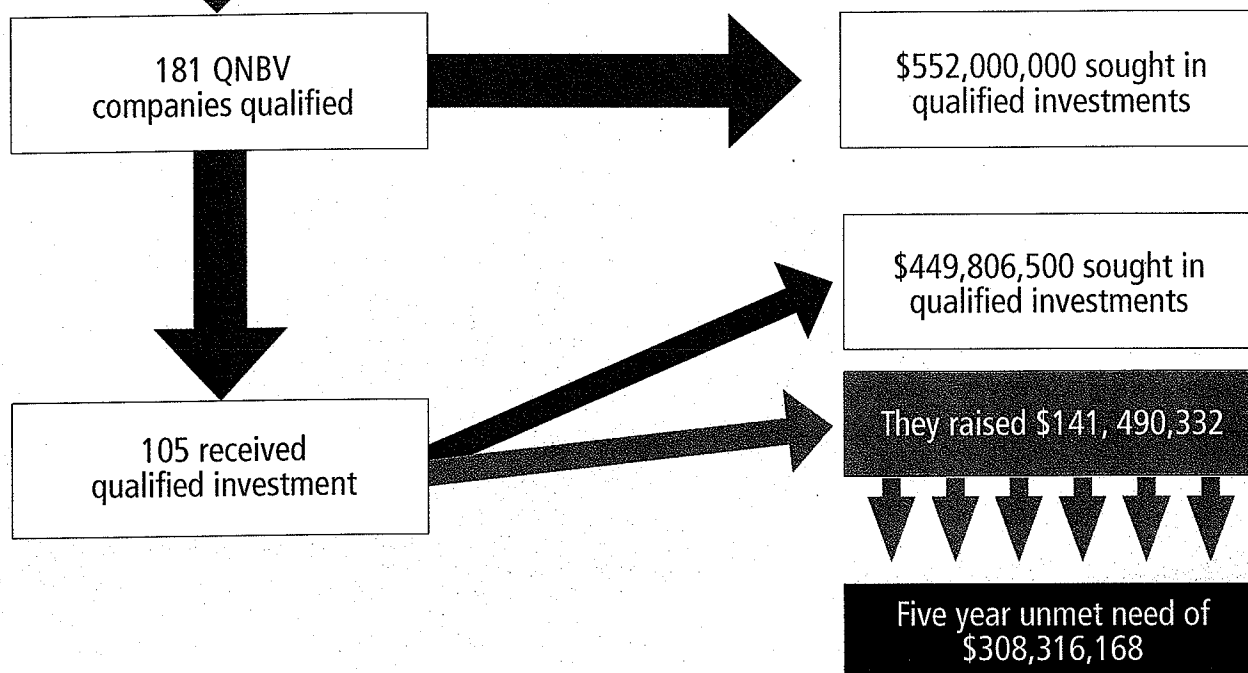 181 QNBV
companies qualified
$552,000,000 sought in
qualified investments
$449,806,500 sought in
qualified investments
105 received
qualified investment
They raised $141, 490,332
Five year unmet need of
$308,316,168